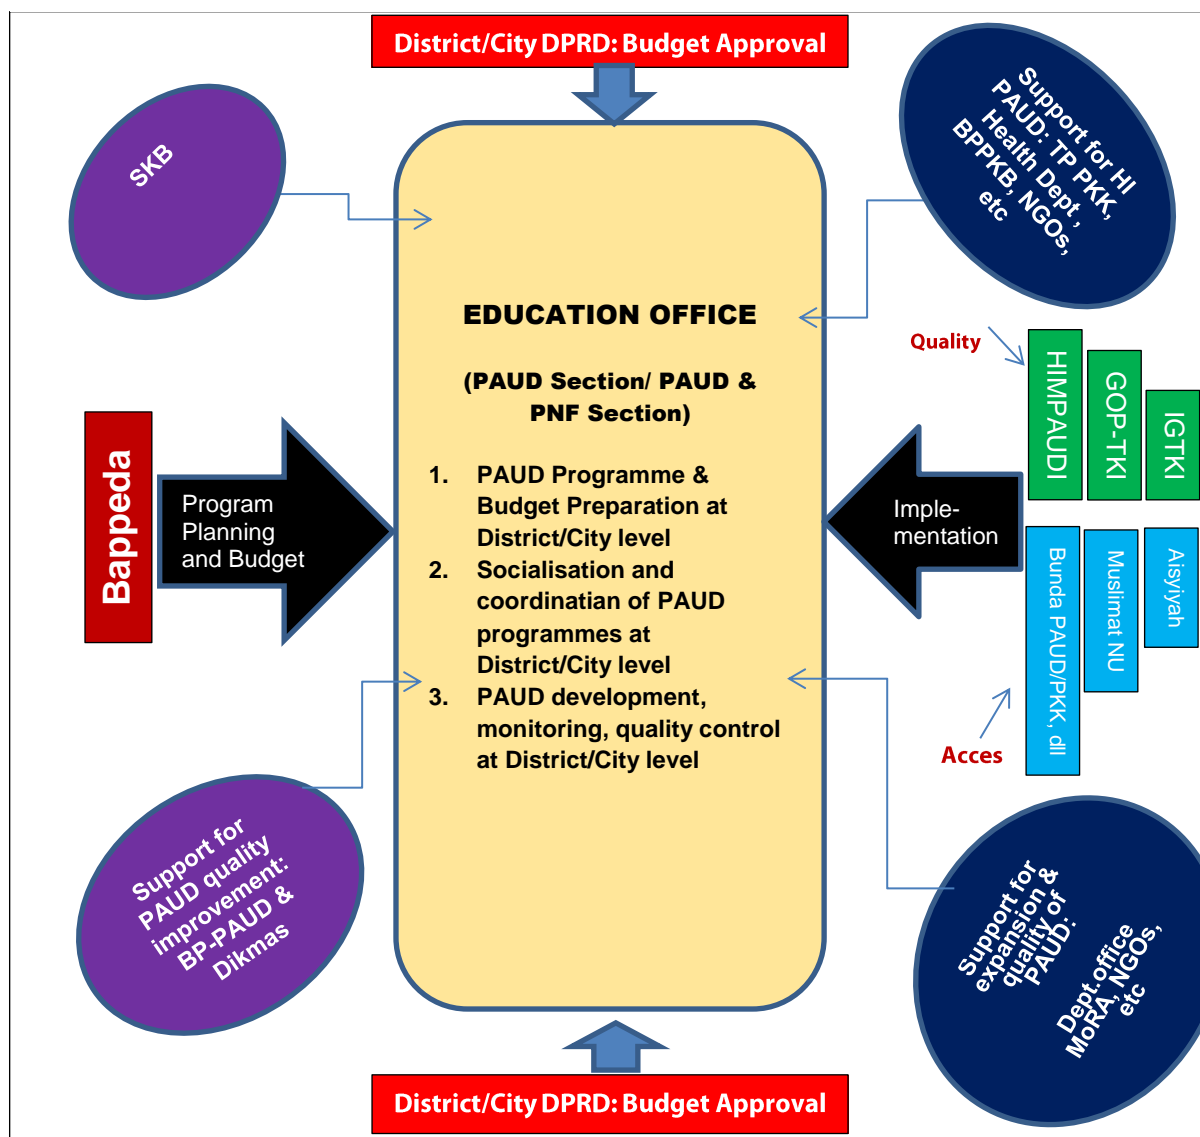 District/City DPRD: Budget Approval
SKB
Support for HI
PAUD: TP PKK,
Health Dept ,
BPPKB, NGOs,
etc
EDUCATION OFFICE
(PAUD Section/ PAUD &
PNF Section)
1. PAUD Programme &
Budget Preparation at
District/City level
2. Socialisation and
coordinatian of PAUD
programmes at
District/City level
3. PAUD development,
monitoring, quality control
at District/City level
Bappeda
Program
Planning
and Budget
Imple-
mentation
Quality
HIMPAUDI
GOP-TKI
IGTKI
Bunda PAUD/PKK, dll
Muslimat NU
Aisyiyah
Acces
Support for
PAUD quality
improvement:
BP-PAUD &
Dikmas
Support for
expansion &
quality of
PAUD:
Dept.office
MoRA, NGOs,
etc
District/City DPRD: Budget Approval